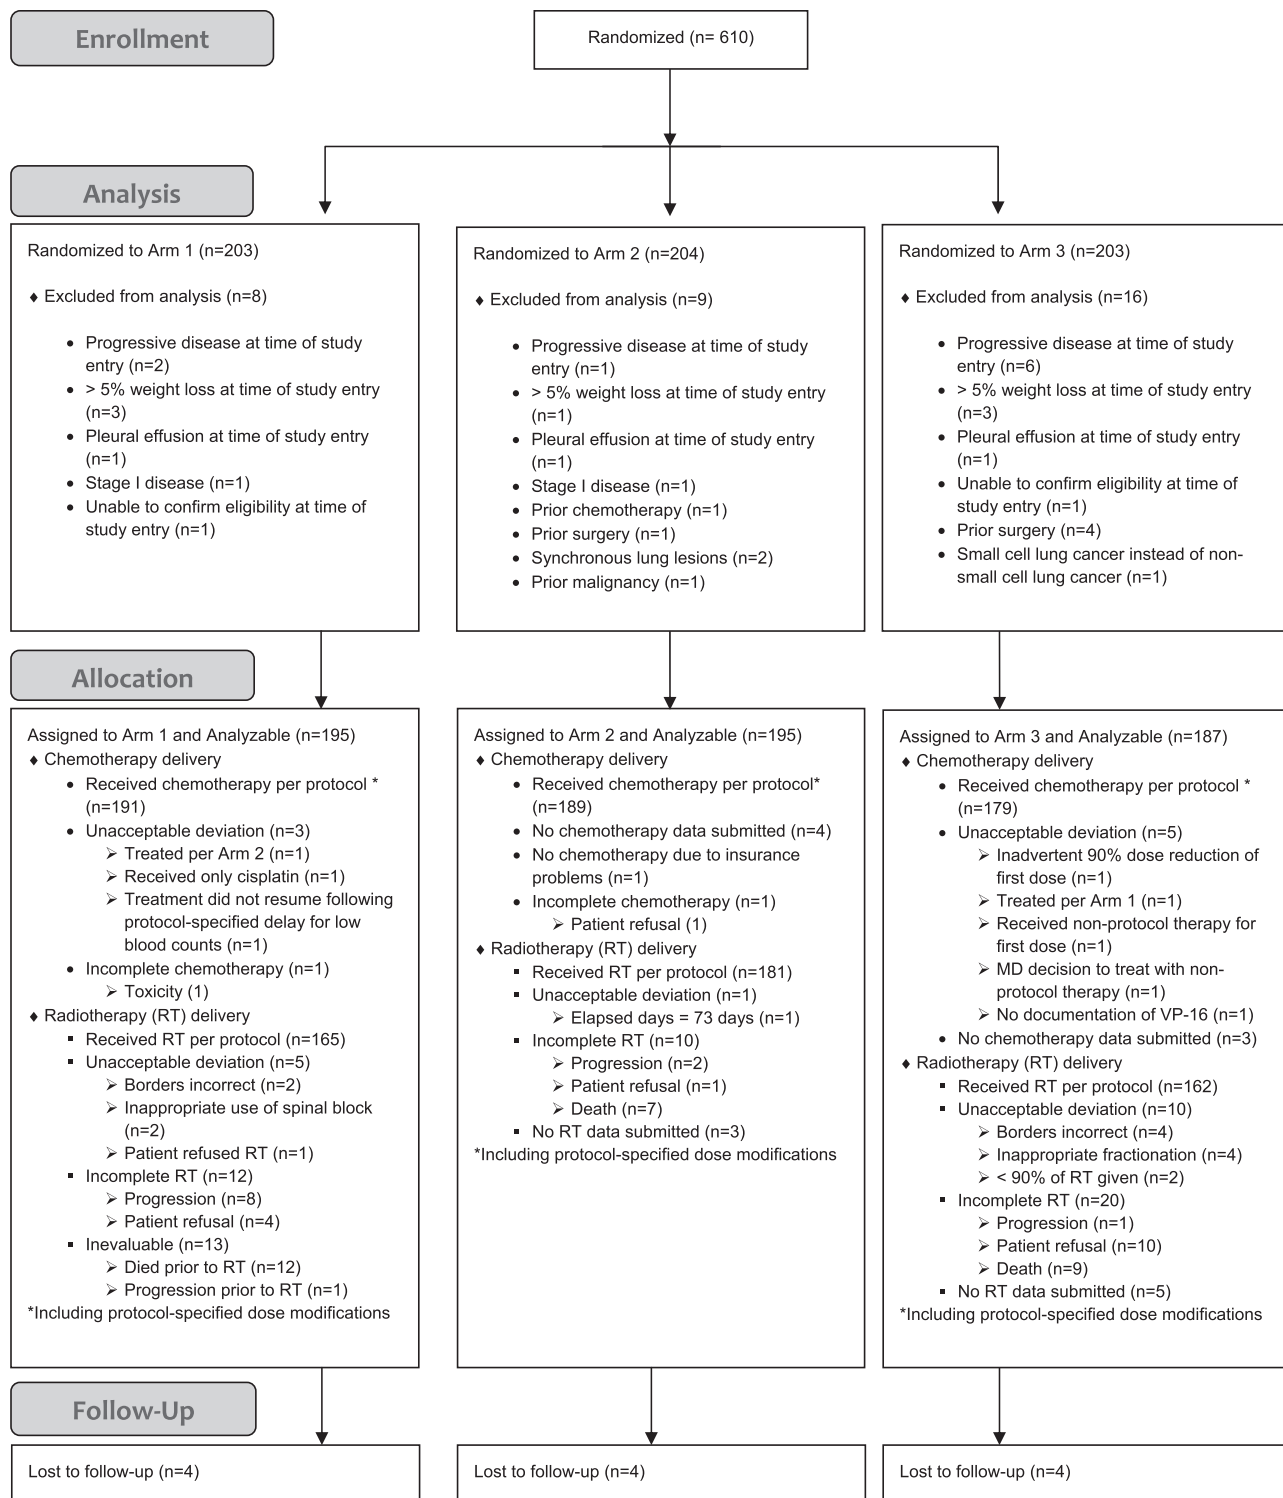 Enrollment
Randomized (n= 610)
Analysis
Randomized to Arm 1 (n=203)
♦ Excluded from analysis (n=8)
• Progressive disease at time of study
entry (n=2)
• > 5% weight loss at time of study entry
(n=3)
• Pleural effusion at time of study entry
(n=1)
• Stage I disease (n=1)
• Unable to confirm eligibility at time of
study entry (n=1)
Randomized to Arm 2 (n=204)
♦ Excluded from analysis (n=9)
• Progressive disease at time of study
entry (n=1)
• > 5% weight loss at time of study entry
(n=1)
• Pleural effusion at time of study entry
(n=1)
• Stage I disease (n=1)
• Prior chemotherapy (n=1)
• Prior surgery (n=1)
• Synchronous lung lesions (n=2)
• Prior malignancy (n=1)
Randomized to Arm 3 (n=203)
♦ Excluded from analysis (n=16)
• Progressive disease at time of study
entry (n=6)
• > 5% weight loss at time of study entry
(n=3)
• Pleural effusion at time of study entry
(n=1)
• Unable to confirm eligibility at time of
study entry (n=1)
• Prior surgery (n=4)
• Small cell lung cancer instead of non-
small cell lung cancer (n=1)
Allocation
Assigned to Arm 1 and Analyzable (n=195)
♦ Chemotherapy delivery
• Received chemotherapy per protocol *
(n=191)
• Unacceptable deviation (n=3)
➢ Treated per Arm 2 (n=1)
➢ Received only cisplatin (n=1)
➢ Treatment did not resume following
protocol-specified delay for low
blood counts (n=1)
• Incomplete chemotherapy (n=1)
➢ Toxicity (1)
♦ Radiotherapy (RT) delivery
▪ Received RT per protocol (n=165)
▪ Unacceptable deviation (n=5)
➢ Borders incorrect (n=2)
➢ Inappropriate use of spinal block
(n=2)
➢ Patient refused RT (n=1)
▪ Incomplete RT (n=12)
➢ Progression (n=8)
➢ Patient refusal (n=4)
▪ Inevaluable (n=13)
➢ Died prior to RT (n=12)
➢ Progression prior to RT (n=1)
*Including protocol-specified dose modifications
Assigned to Arm 2 and Analyzable (n=195)
♦ Chemotherapy delivery
• Received chemotherapy per protocol*
(n=189)
• No chemotherapy data submitted (n=4)
• No chemotherapy due to insurance
problems (n=1)
• Incomplete chemotherapy (n=1)
➢ Patient refusal (1)
♦ Radiotherapy (RT) delivery
▪ Received RT per protocol (n=181)
▪ Unacceptable deviation (n=1)
➢ Elapsed days = 73 days (n=1)
▪ Incomplete RT (n=10)
➢ Progression (n=2)
➢ Patient refusal (n=1)
➢ Death (n=7)
▪ No RT data submitted (n=3)
*Including protocol-specified dose modifications
Assigned to Arm 3 and Analyzable (n=187)
♦ Chemotherapy delivery
• Received chemotherapy per protocol *
(n=179)
• Unacceptable deviation (n=5)
➢ Inadvertent 90% dose reduction of
first dose (n=1)
➢ Treated per Arm 1 (n=1)
➢ Received non-protocol therapy for
first dose (n=1)
➢ MD decision to treat with non-
protocol therapy (n=1)
➢ No documentation of VP-16 (n=1)
• No chemotherapy data submitted (n=3)
♦ Radiotherapy (RT) delivery
▪ Received RT per protocol (n=162)
▪ Unacceptable deviation (n=10)
➢ Borders incorrect (n=4)
➢ Inappropriate fractionation (n=4)
➢ < 90% of RT given (n=2)
▪ Incomplete RT (n=20)
➢ Progression (n=1)
➢ Patient refusal (n=10)
➢ Death (n=9)
▪ No RT data submitted (n=5)
*Including protocol-specified dose modifications
Follow-Up
Lost to follow-up (n=4)
Lost to follow-up (n=4)
Lost to follow-up (n=4)